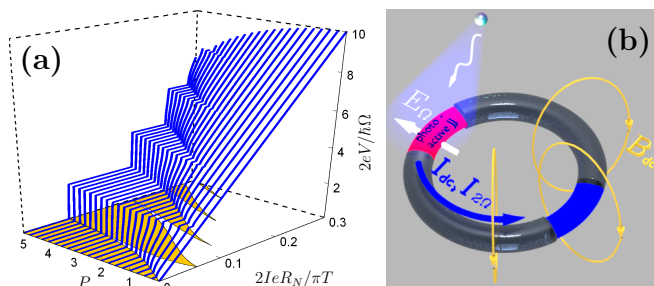 (a)
10
8
6
4
2
2eV/ℏΩ
5
4
3
2
1
0
0.1
0.2
0.3
P
2IeR_N/πT
(b)
E_Ω
photo-
active jj
I_dc, I_2Ω
B_dc